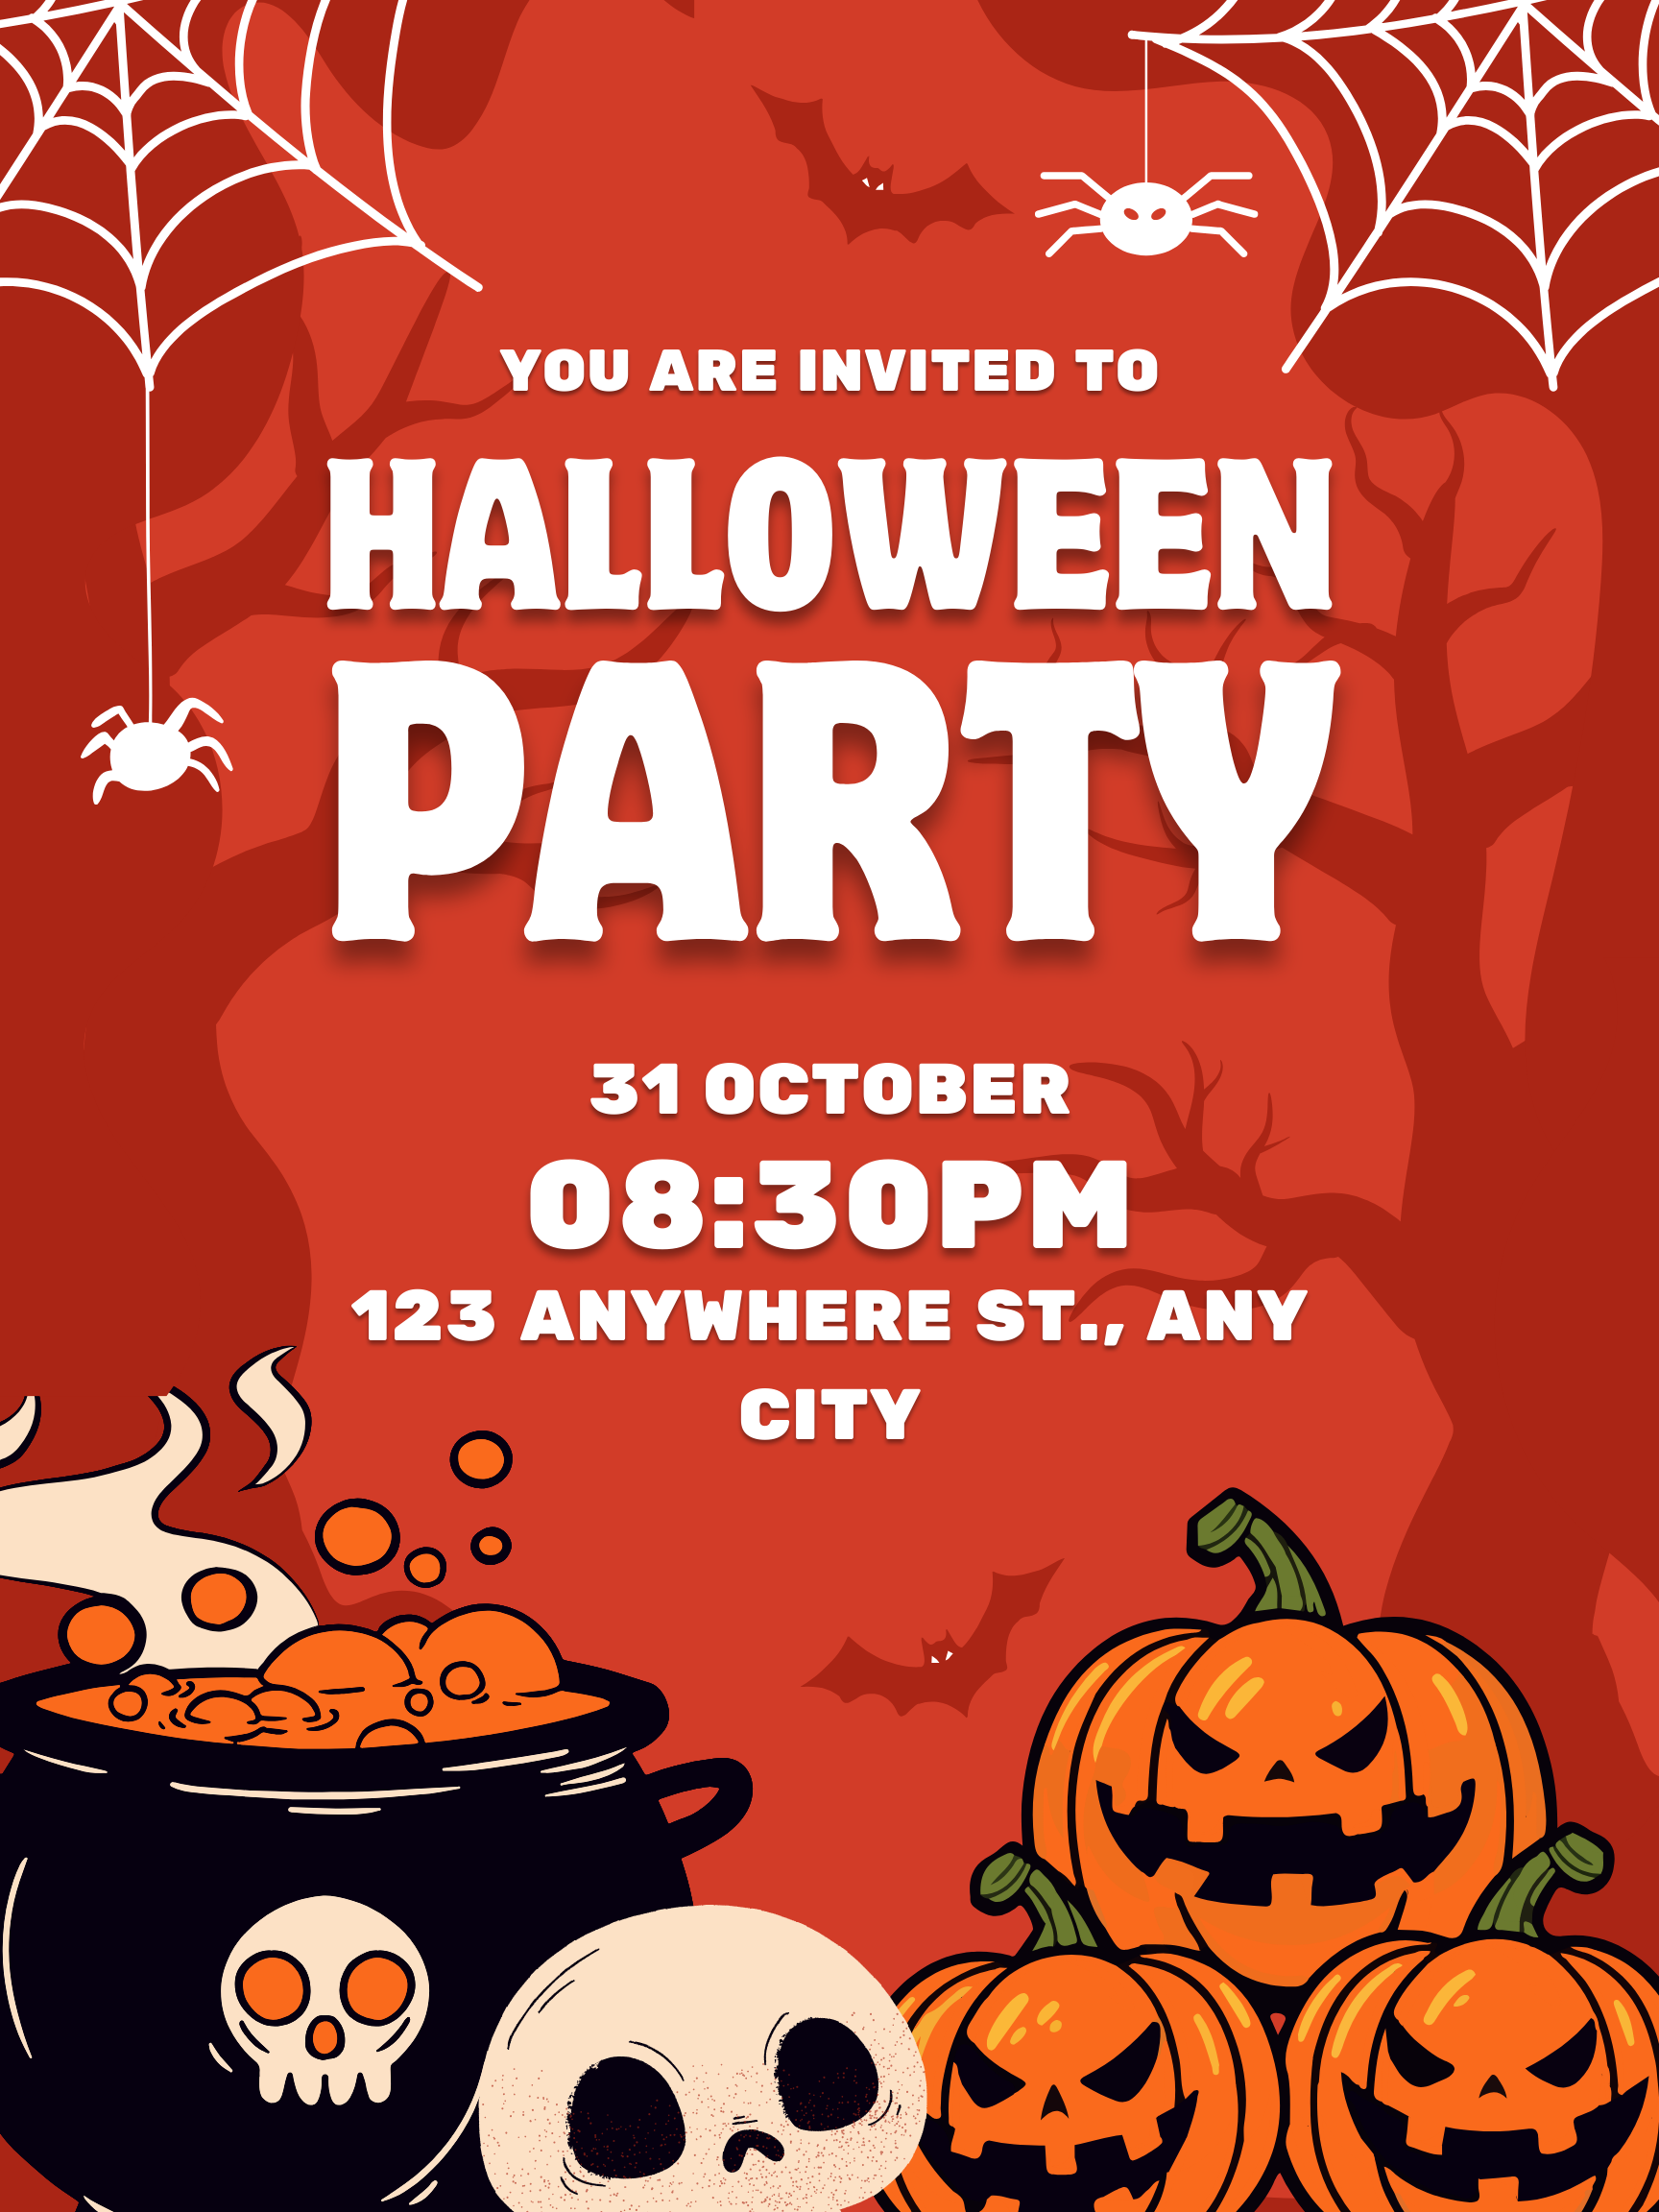 YOU ARE INVITED TO
HALLOWEEN
PARTY
31 OCTOBER
08:30PM
123 ANYWHERE ST., ANY
CITY